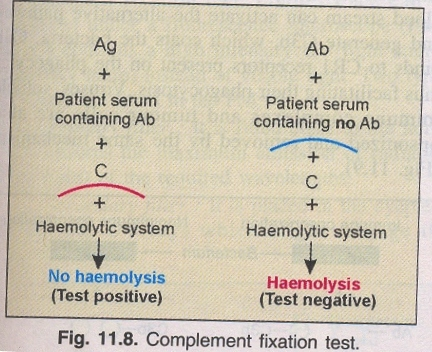 Ag
+
Patient serum
containing Ab
+
C
+
Haemolytic system
No haemolysis
(Test positive)
Ab
+
Patient serum
containing no Ab
+
C
+
Haemolytic system
Haemolysis
(Test negative)
Fig. 11.8. Complement fixation test.